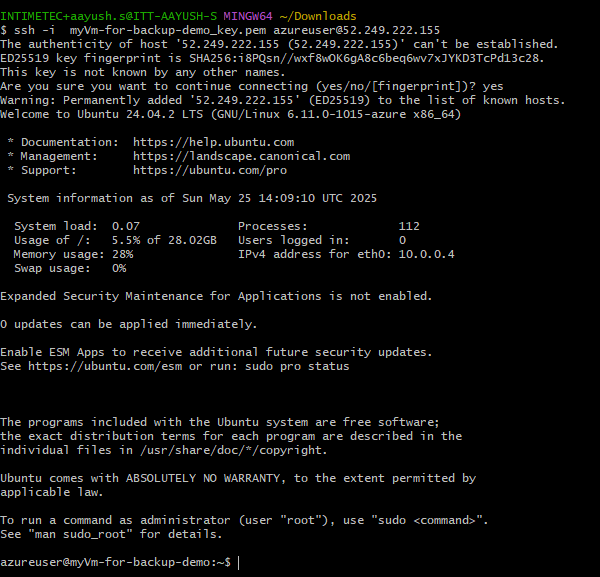 INTIMETEC+aayush.s@ITT-AAYUSH-S MINGW64 ~/Downloads
$ ssh -i  myVm-for-backup-demo_key.pem azureuser@52.249.222.155
The authenticity of host '52.249.222.155 (52.249.222.155)' can't be established.
ED25519 key fingerprint is SHA256:i8PQsn//wxf8wOK6gA8c6beq6wv7xJYKD3TcPd13c28.
This key is not known by any other names.
Are you sure you want to continue connecting (yes/no/[fingerprint])? yes
Warning: Permanently added '52.249.222.155' (ED25519) to the list of known hosts.
Welcome to Ubuntu 24.04.2 LTS (GNU/Linux 6.11.0-1015-azure x86_64)
 * Documentation:  https://help.ubuntu.com
 * Management:     https://landscape.canonical.com
 * Support:        https://ubuntu.com/pro
 System information as of Sun May 25 14:09:10 UTC 2025
  System load:  0.07              Processes:             112
  Usage of /:   5.5% of 28.02GB   Users logged in:       0
  Memory usage: 28%               IPv4 address for eth0: 10.0.0.4
  Swap usage:   0%
Expanded Security Maintenance for Applications is not enabled.
0 updates can be applied immediately.
Enable ESM Apps to receive additional future security updates.
See https://ubuntu.com/esm or run: sudo pro status
The programs included with the Ubuntu system are free software;
the exact distribution terms for each program are described in the
individual files in /usr/share/doc/*/copyright.
Ubuntu comes with ABSOLUTELY NO WARRANTY, to the extent permitted by
applicable law.
To run a command as administrator (user "root"), use "sudo <command>".
See "man sudo_root" for details.
azureuser@myVm-for-backup-demo:~$